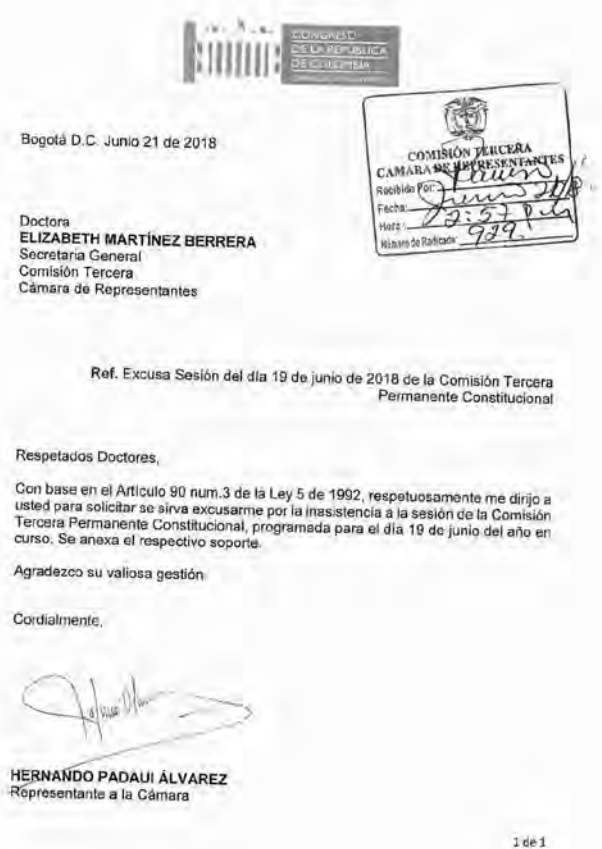 CONGRESO
DE LA REPÚBLICA
DE COLOMBIA
Bogotá D.C. Junio 21 de 2018
COMISIÓN TERCERA
CAMARA DE REPRESENTANTES
Recibido Por:
Fecha: Junio
Hora: 2:57 P.M
Número de Radicado: 929
Doctora
ELIZABETH MARTÍNEZ BERRERA
Secretaria General
Comisión Tercera
Cámara de Representantes
Ref. Excusa Sesión del día 19 de junio de 2018 de la Comisión Tercera
Permanente Constitucional
Respetados Doctores,
Con base en el Artículo 90 num.3 de la Ley 5 de 1992, respetuosamente me dirijo a
usted para solicitar se sirva excusarme por la inasistencia a la sesión de la Comisión
Tercera Permanente Constitucional, programada para el día 19 de junio del año en
curso. Se anexa el respectivo soporte.
Agradezco su valiosa gestión
Cordialmente,
HERNANDO PADAUI ÁLVAREZ
Representante a la Cámara
1 de 1